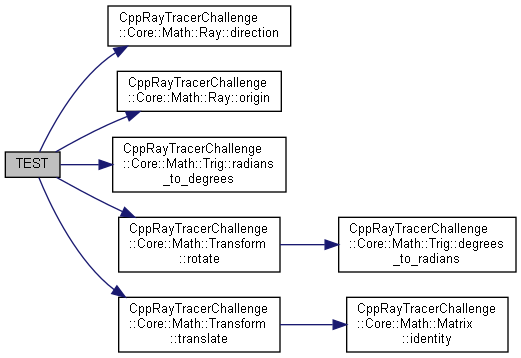 CppRayTracerChallenge
::Core::Math::Ray::direction
CppRayTracerChallenge
::Core::Math::Ray::origin
TEST
CppRayTracerChallenge
::Core::Math::Trig::radians
_to_degrees
CppRayTracerChallenge
::Core::Math::Transform
::rotate
CppRayTracerChallenge
::Core::Math::Trig::degrees
_to_radians
CppRayTracerChallenge
::Core::Math::Transform
::translate
CppRayTracerChallenge
::Core::Math::Matrix
::identity